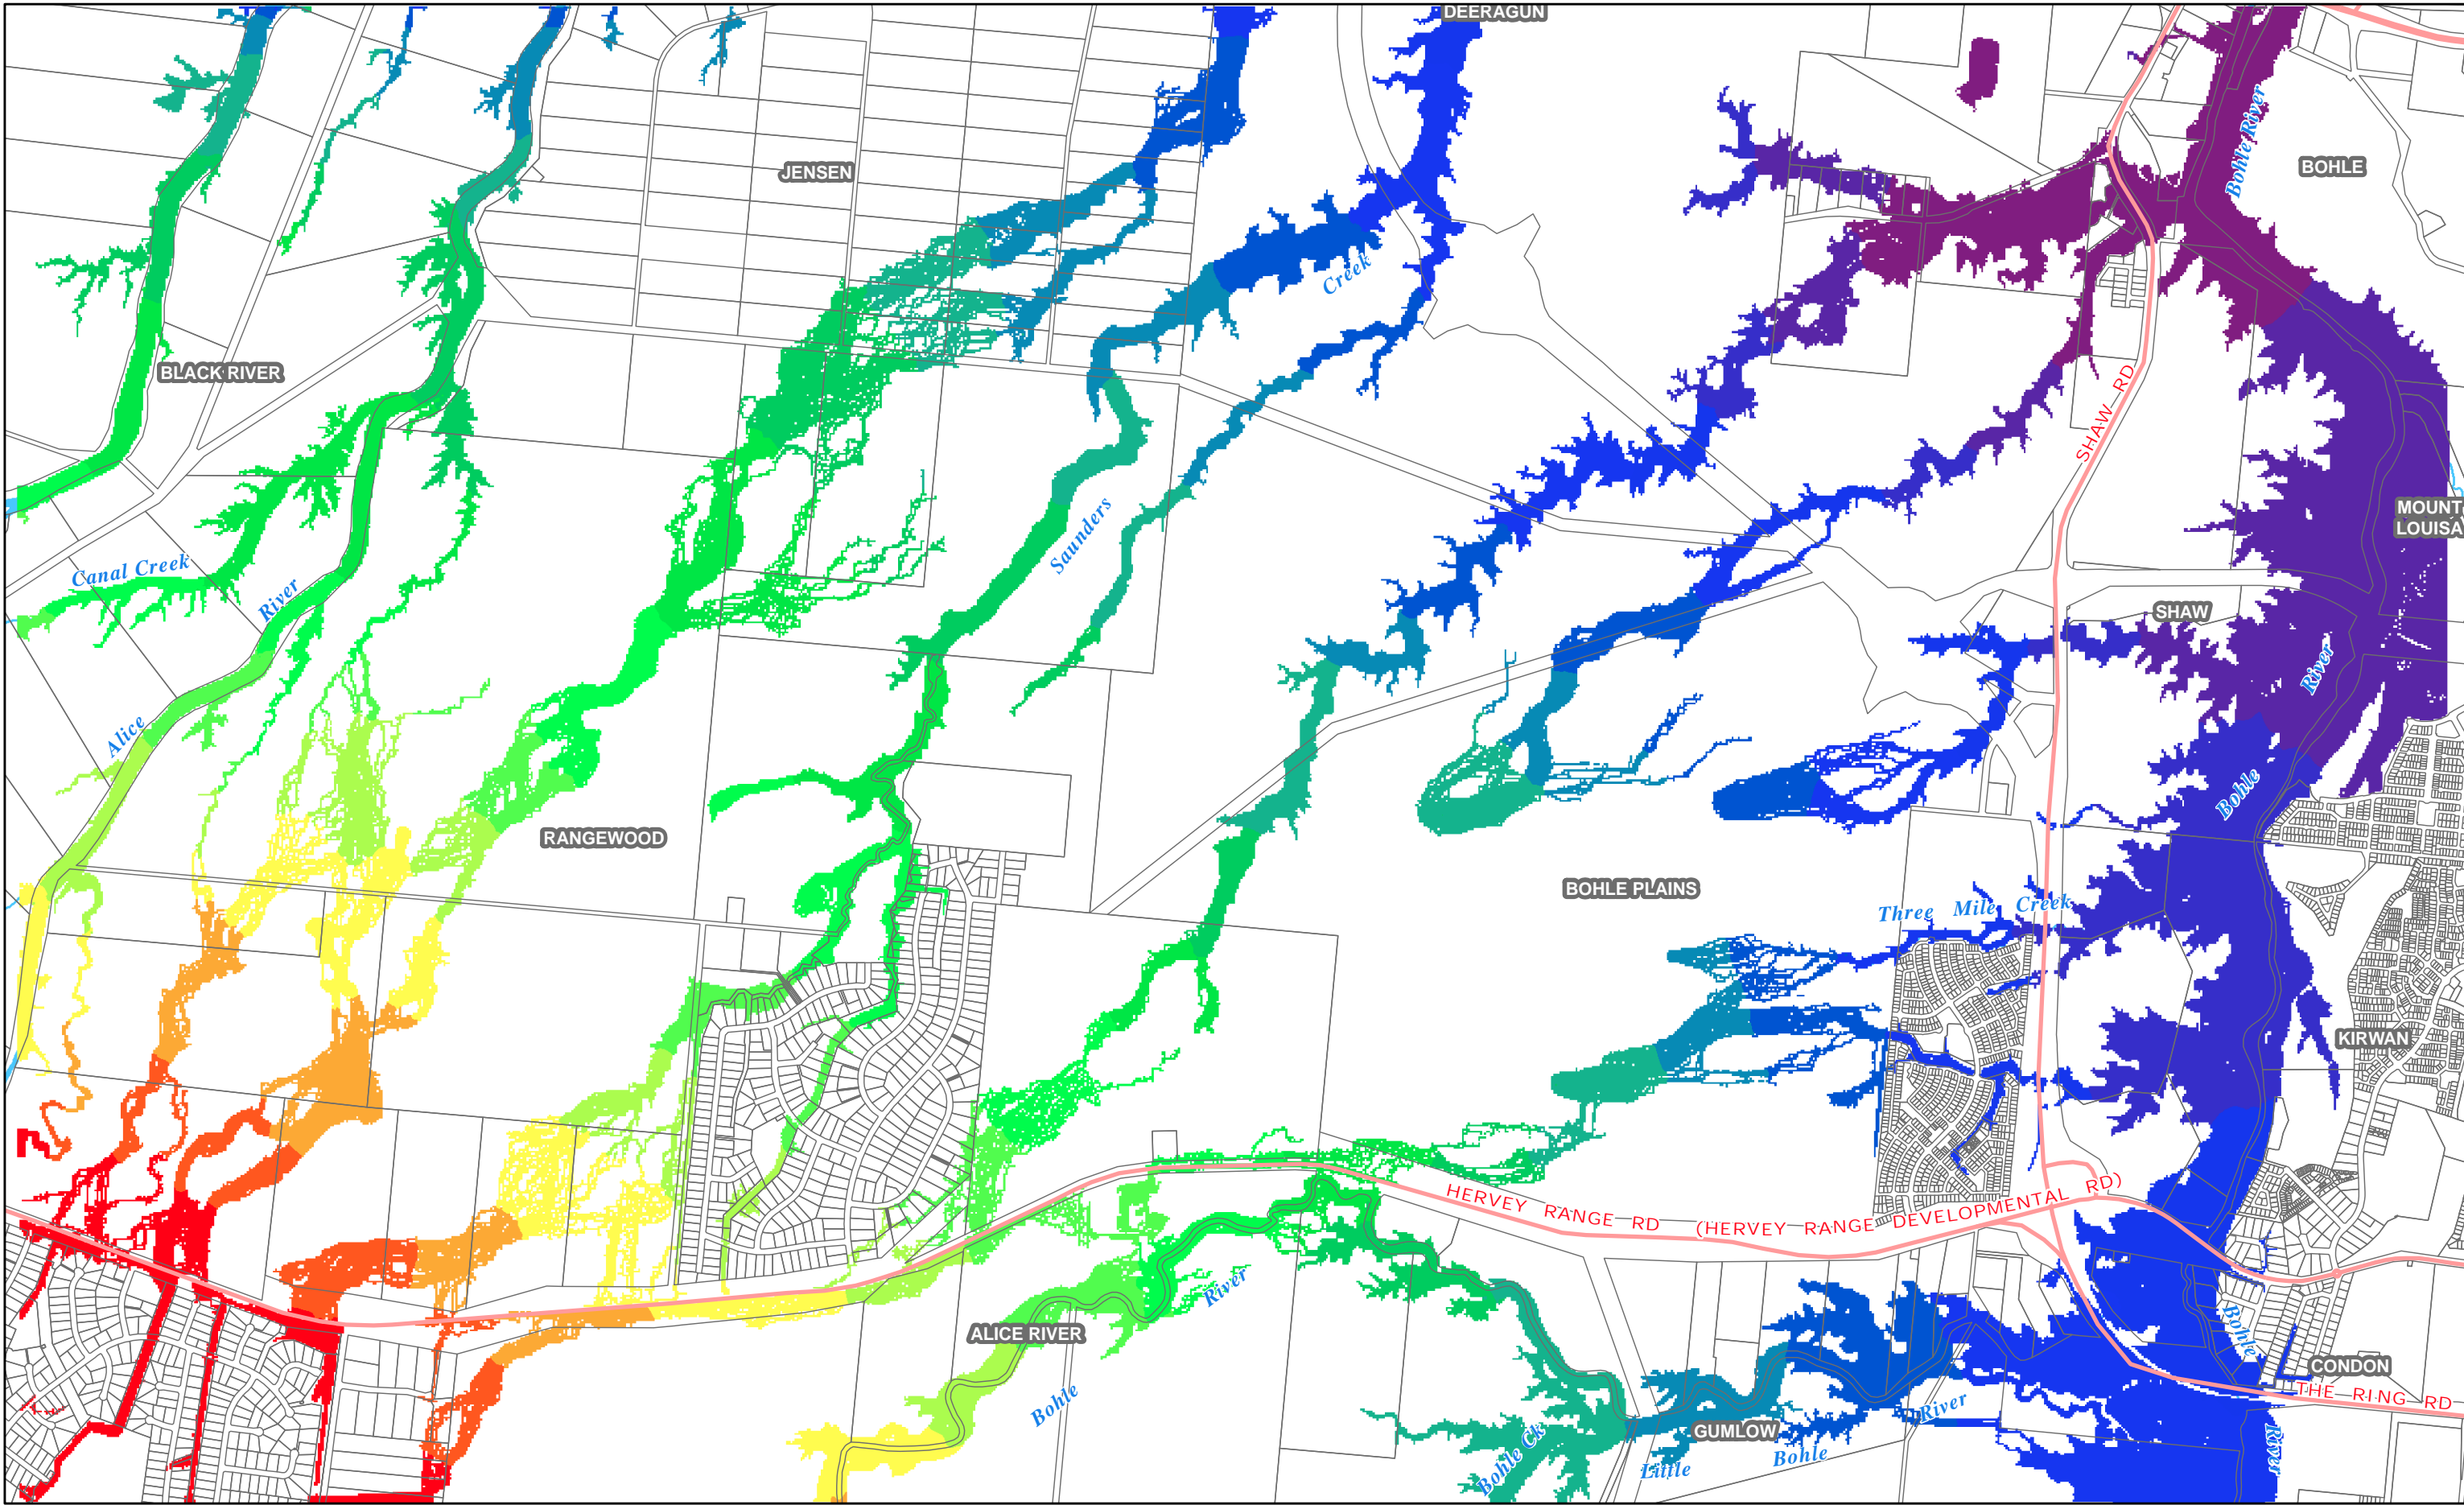 DEERAGUN
Bohle River
JENSEN
BOHLE
Creek
BLACK RIVER
SHAW RD
MOUNT
LOUISA
Saunders
Canal Creek
River
SHAW
River
Alice
Bohle
RANGEWOOD
BOHLE PLAINS
Three Mile Creek
KIRWAN
HERVEY RANGE RD (HERVEY RANGE DEVELOPMENTAL RD)
River
ALICE RIVER
Bohle
CONDON
THE RING RD
Bohle
River
GUMLOW
Bohle Ck
Little
Bohle
River